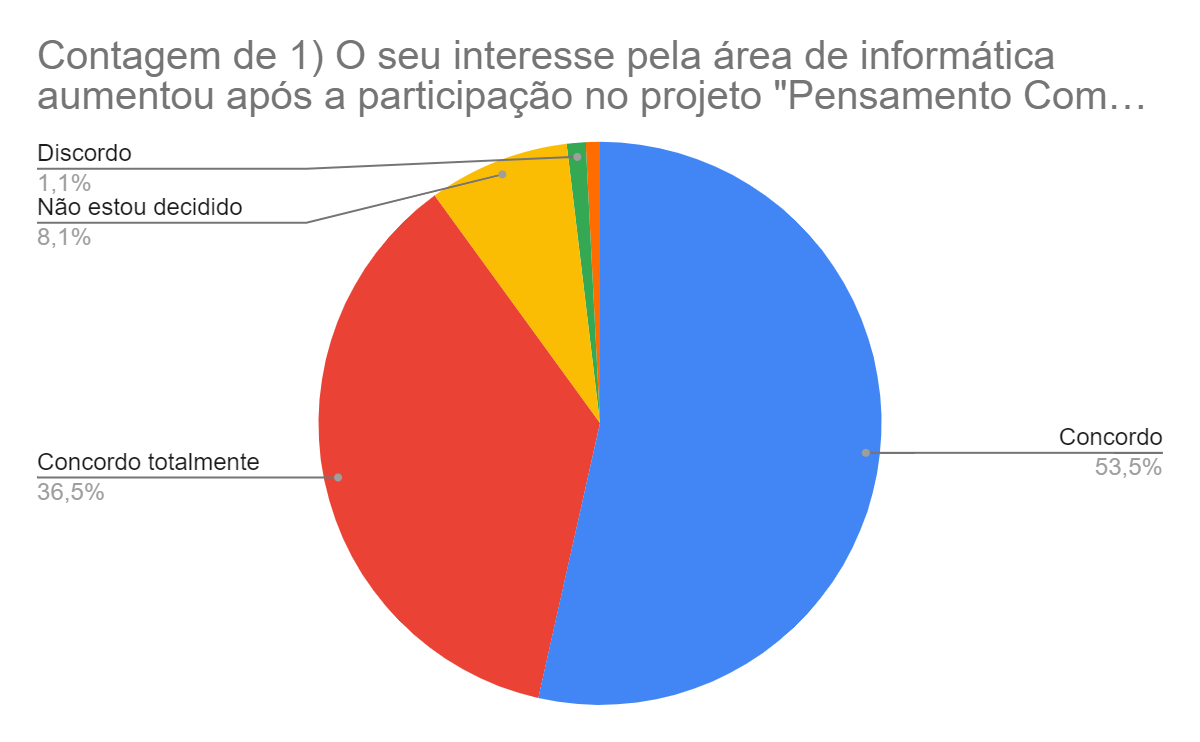 Contagem de 1) O seu interesse pela área de informática
aumentou após a participação no projeto "Pensamento Com…
Discordo
1,1%
Não estou decidido
8,1%
Concordo totalmente
36,5%
Concordo
53,5%